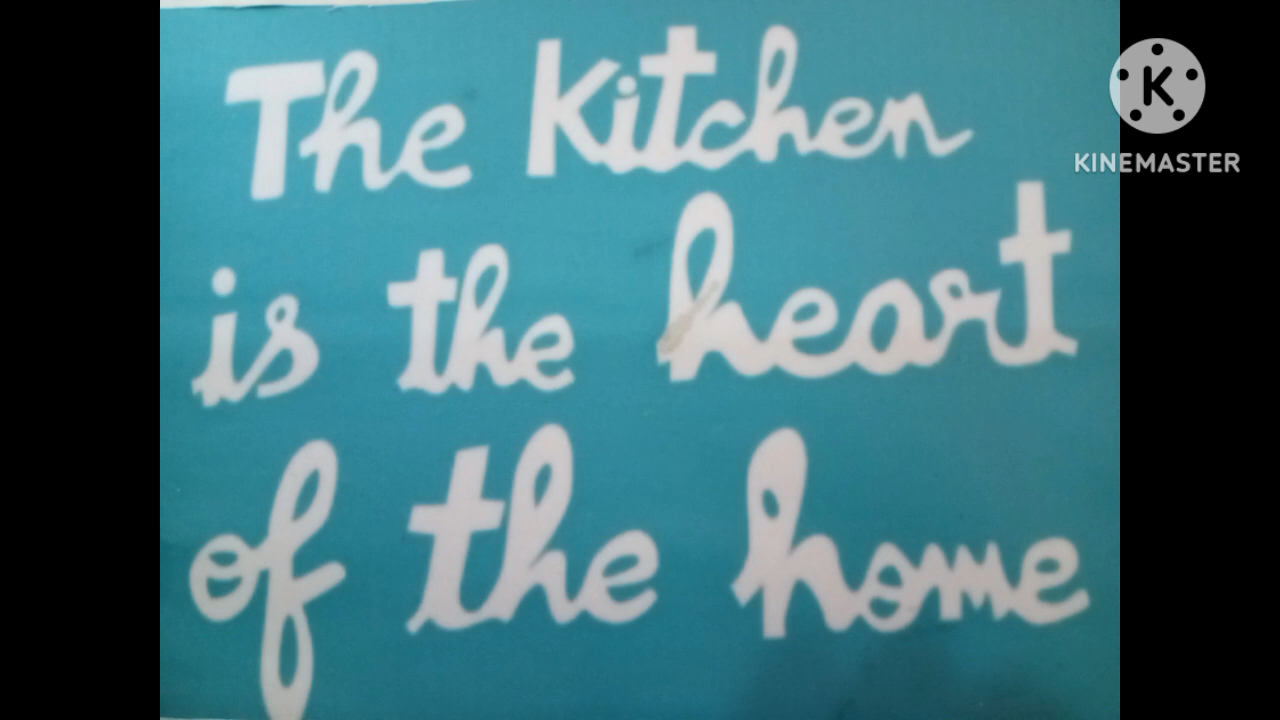 The Kitchen
is the heart
of the home
K
KINEMASTER